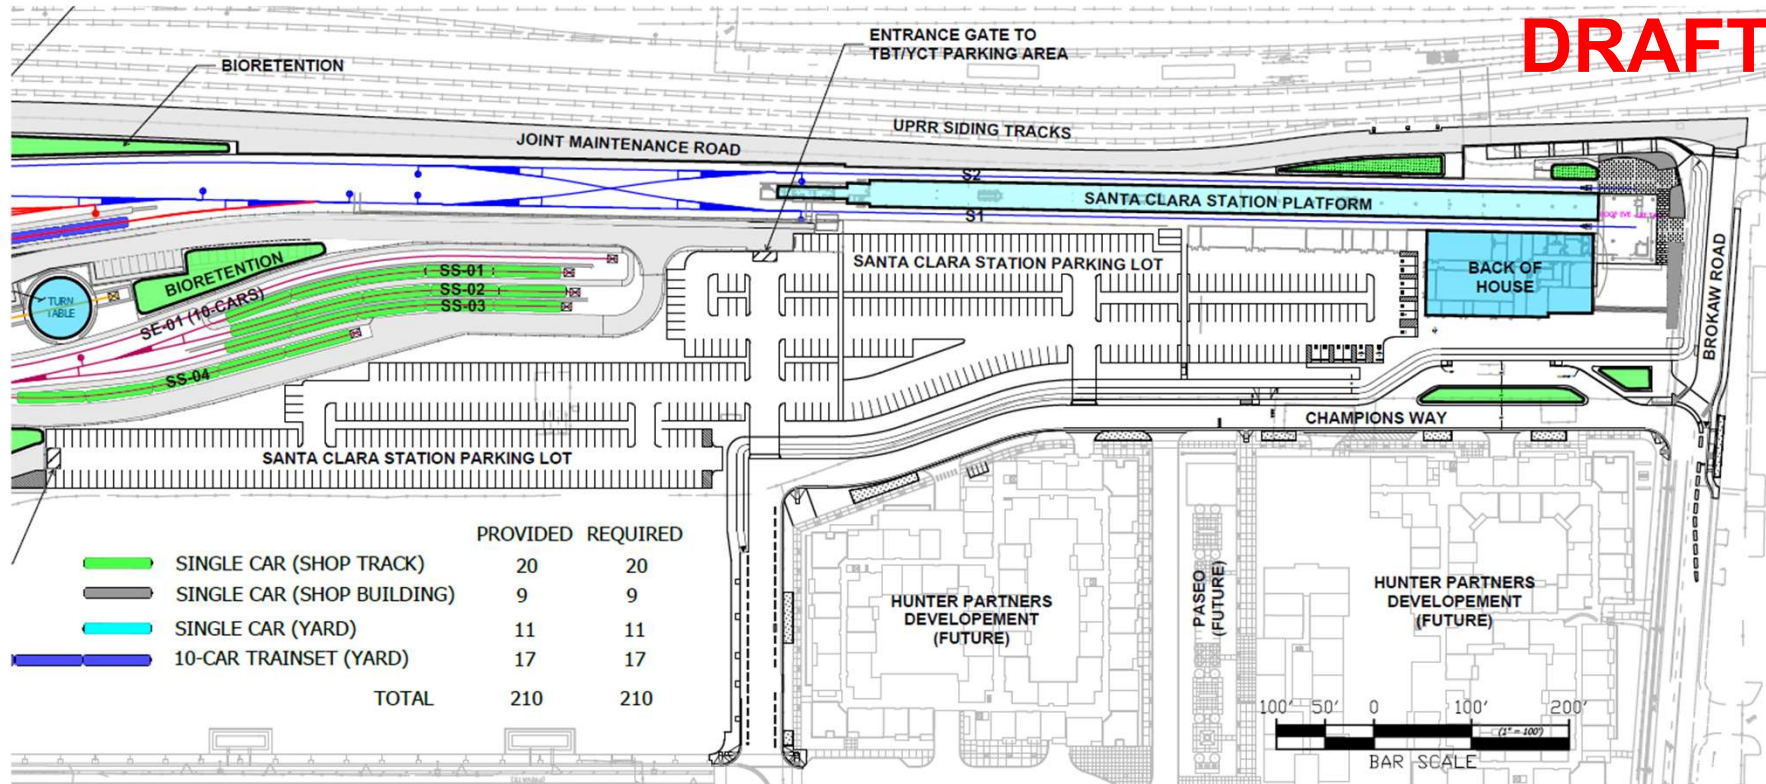 DRAFT
ENTRANCE GATE TO
TBT/YCT PARKING AREA
BIORETENTION
UPRR SIDING TRACKS
JOINT MAINTENANCE ROAD
S2
SANTA CLARA STATION PLATFORM
S1
BROKAW ROAD
SANTA CLARA STATION PARKING LOT
BACK OF
HOUSE
BIORETENTION
SS-01
SS-02
SS-03
SE-01 (10-CARS)
TURN
TABLE
SS-04
CHAMPIONS WAY
SANTA CLARA STATION PARKING LOT
PROVIDED REQUIRED
SINGLE CAR (SHOP TRACK) 20 20
SINGLE CAR (SHOP BUILDING) 9 9
SINGLE CAR (YARD) 11 11
10-CAR TRAINSET (YARD) 17 17
TOTAL 210 210
HUNTER PARTNERS
DEVELOPEMENT
(FUTURE)
PASEO
(FUTURE)
HUNTER PARTNERS
DEVELOPEMENT
(FUTURE)
100' 50' 0 100' 200'
(1" = 100')
BAR SCALE